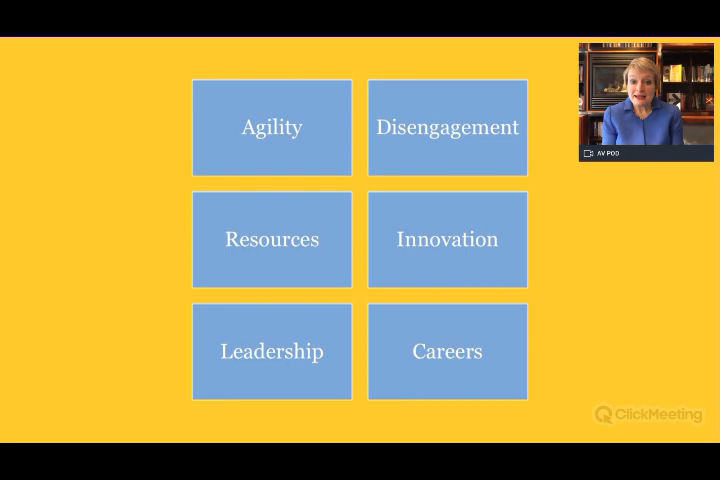 Agility
Disengagement
AV POD
Resources
Innovation
Leadership
Careers
ClickMeeting